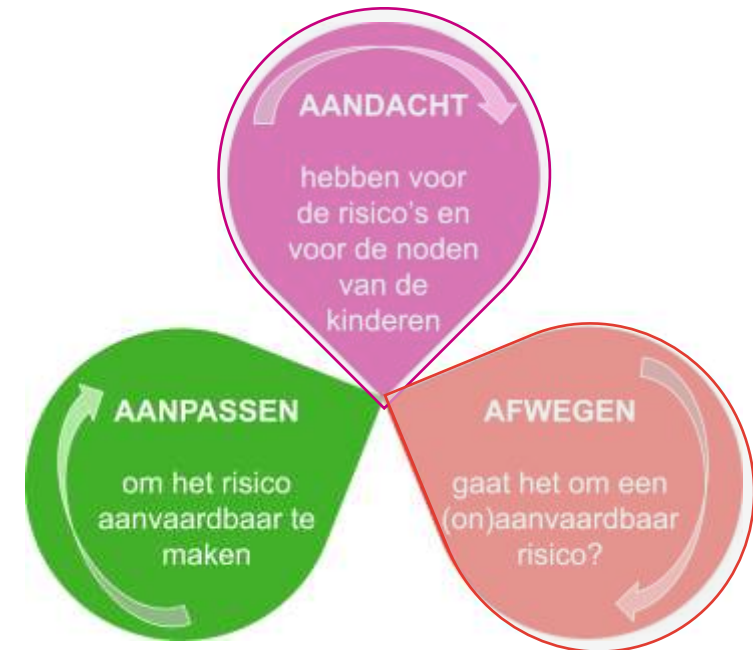 AANDACHT
hebben voor
de risico's en
voor de noden
van de
kinderen
AANPASSEN
om het risico
aanvaardbaar te
maken
AFWEGEN
gaat het om een
(on)aanvaardbaar
risico?